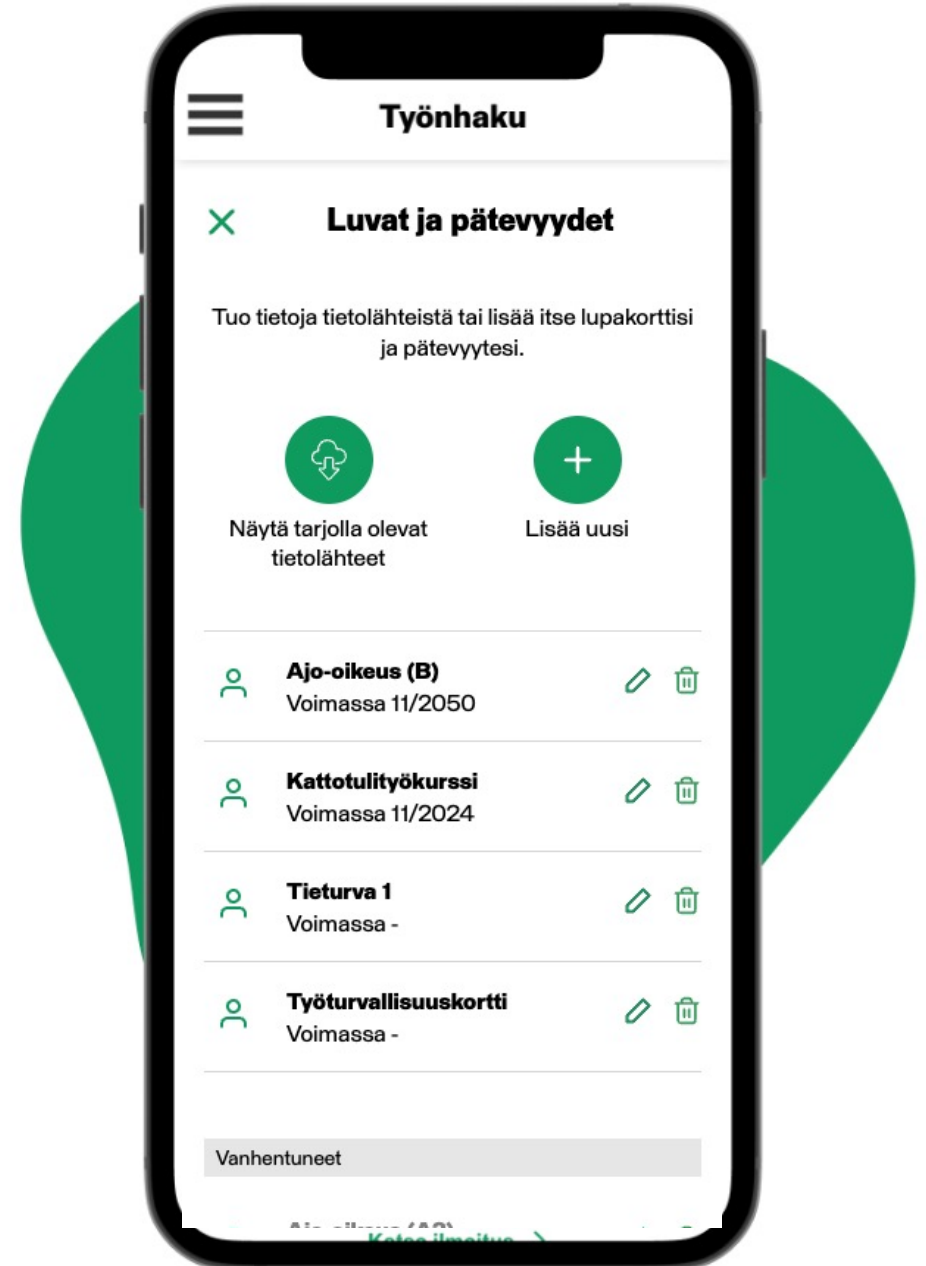 Työnhaku
Luvat ja pätevyydet
Tuo tietoja tietolähteistä tai lisää itse lupakorttisi
ja pätevyytesi.
Näytä tarjolla olevat
tietolähteet
Lisää uusi
Ajo-oikeus (B)
Voimassa 11/2050
Kattotulityökurssi
Voimassa 11/2024
Tieturva 1
Voimassa -
Työturvallisuuskortti
Voimassa -
Vanhentuneet